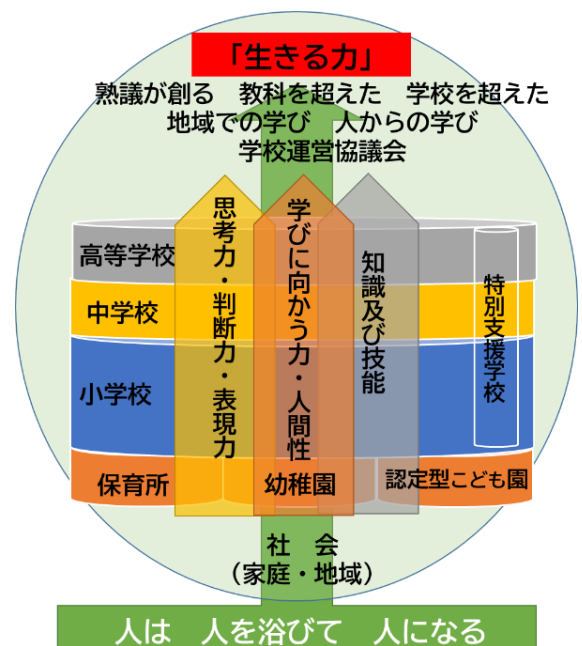 「生きる力」
熟議が創る　教科を超えた　学校を超えた
地域での学び　人からの学び
学校運営協議会
思考力・判断力・表現力
学びに向かう力・人間性
知識及び技能
高等学校
中学校
小学校
特別支援学校
保育所
幼稚園
認定型こども園
社　会
（家庭・地域）
人は　人を浴びて　人になる